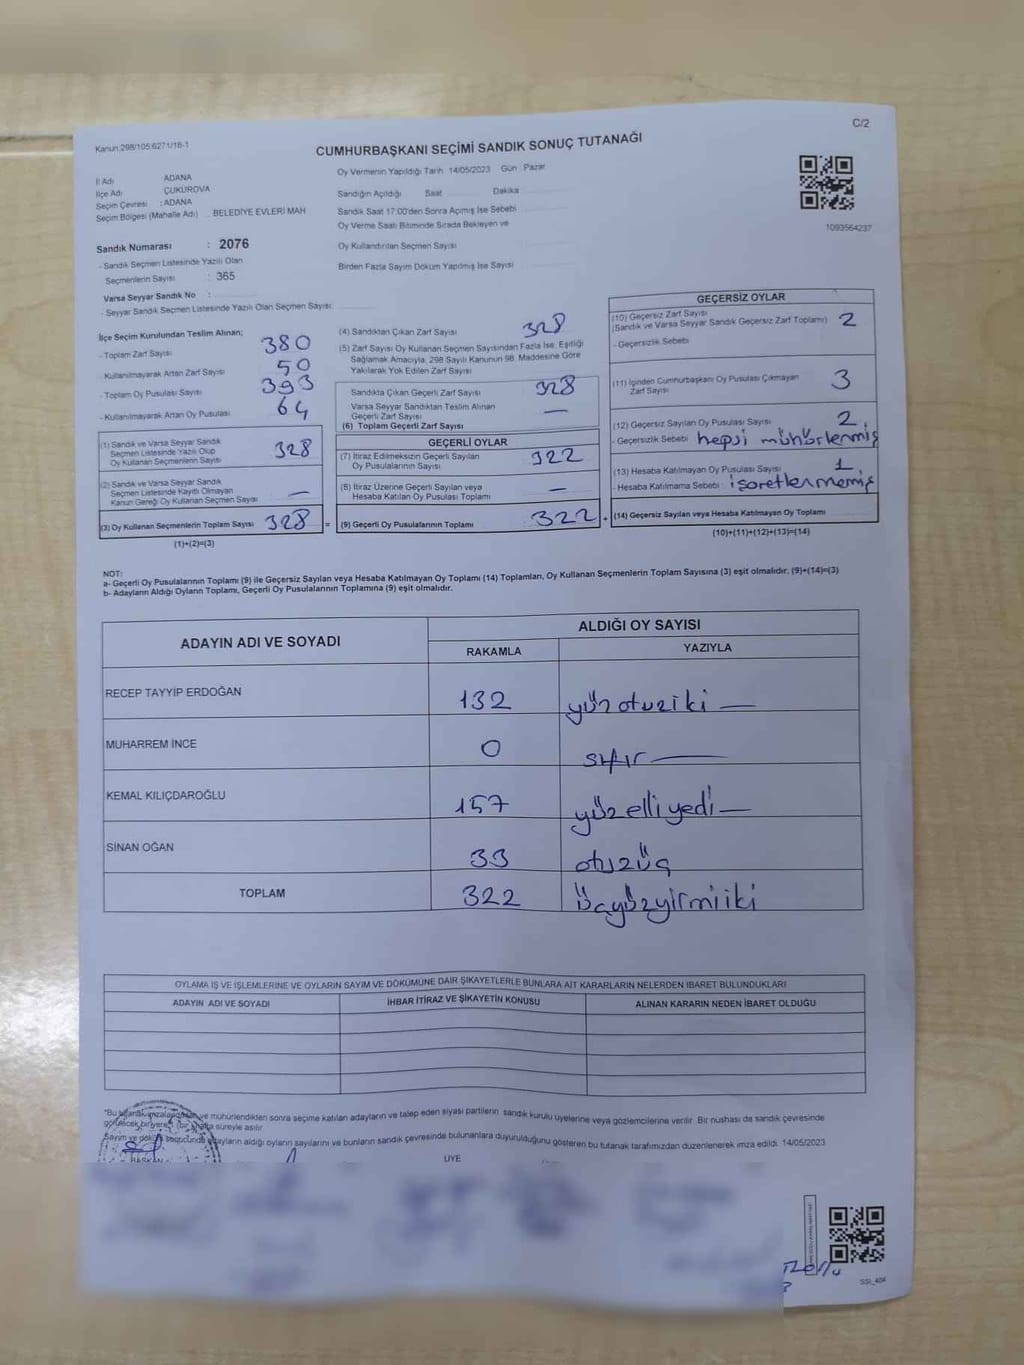 C/2
Kanun:298/105:6271/18-1
CUMHURBAŞKANI SEÇİMİ SANDIK SONUÇ TUTANAĞI
İl Adı ADANA
İlçe Adı ÇUKUROVA
Seçim Çevresi : ADANA
Seçim Bölgesi (Mahalle Adı) : BELEDİYE EVLERİ MAH
Sandık Numarası : 2076
- Sandık Seçmen Listesinde Yazılı Olan
Seçmenlerin Sayısı : 365
Varsa Seyyar Sandık No :
- Seyyar Sandık Seçmen Listesinde Yazılı Olan Seçmen Sayısı:
Oy Vermenin Yapıldığı Tarih 14/05/2023 Gün : Pazar
Sandığın Açıldığı Saat Dakika
Sandık Saat 17:00'den Sonra Açılmış İse Sebebi
Oy Verme Saati Bitiminde Sırada Bekleyen ve
Oy Kullandırılan Seçmen Sayısı
Birden Fazla Sayım Döküm Yapılmış İse Sayısı
1093564237
İlçe Seçim Kurulundan Teslim Alınan;
- Toplam Zarf Sayısı 380
- Kullanılmayarak Artan Zarf Sayısı 50
- Toplam Oy Pusulası Sayısı 393
- Kullanılmayarak Artan Oy Pusulası 64
(1) Sandık ve Varsa Seyyar Sandık
Seçmen Listesinde Yazılı Olup
Oy Kullanan Seçmenlerin Sayısı 328
(2) Sandık ve Varsa Seyyar Sandık
Seçmen Listesinde Kayıtlı Olmayan
Kanun Gereği Oy Kullanan Seçmen Sayısı —
(3) Oy Kullanan Seçmenlerin Toplam Sayısı 328 =
(1)+(2)=(3)
(4) Sandıktan Çıkan Zarf Sayısı 328
(5) Zarf Sayısı Oy Kullanan Seçmen Sayısından Fazla İse, Eşitliği
Sağlamak Amacıyla, 298 Sayılı Kanunun 98. Maddesine Göre
Yakılarak Yok Edilen Zarf Sayısı
Sandıkta Çıkan Geçerli Zarf Sayısı 328
Varsa Seyyar Sandıktan Teslim Alınan
Geçerli Zarf Sayısı —
(6) Toplam Geçerli Zarf Sayısı
GEÇERLİ OYLAR
(7) İtiraz Edilmeksizin Geçerli Sayılan
Oy Pusulalarının Sayısı 322
(8) İtiraz Üzerine Geçerli Sayılan veya
Hesaba Katılan Oy Pusulası Toplamı —
(9) Geçerli Oy Pusulalarının Toplamı 322 +
GEÇERSİZ OYLAR
(10) Geçersiz Zarf Sayısı
(Sandık ve Varsa Seyyar Sandık Geçersiz Zarf Toplamı) 2
- Geçersizlik Sebebi
(11) İçinden Cumhurbaşkanı Oy Pusulası Çıkmayan
Zarf Sayısı 3
(12) Geçersiz Sayılan Oy Pusulası Sayısı 2
- Geçersizlik Sebebi hepsi mühürlenmiş
(13) Hesaba Katılmayan Oy Pusulası Sayısı 1
- Hesaba Katılmama Sebebi : işaretlenmemiş
(14) Geçersiz Sayılan veya Hesaba Katılmayan Oy Toplamı
(10)+(11)+(12)+(13)=(14)
NOT:
a- Geçerli Oy Pusulalarının Toplamı (9) ile Geçersiz Sayılan veya Hesaba Katılmayan Oy Toplamı (14) Toplamları, Oy Kullanan Seçmenlerin Toplam Sayısına (3) eşit olmalıdır. (9)+(14)=(3)
b- Adayların Aldığı Oyların Toplamı, Geçerli Oy Pusulalarının Toplamına (9) eşit olmalıdır.
ADAYIN ADI VE SOYADI ALDIĞI OY SAYISI
RAKAMLA YAZIYLA
RECEP TAYYİP ERDOĞAN 132 yüzotuziki —
MUHARREM İNCE 0 sıfır —
KEMAL KILIÇDAROĞLU 157 yüzelliyedi —
SİNAN OĞAN 33 otuzüç
TOPLAM 322 üçyüzyirmiiki
OYLAMA İŞ VE İŞLEMLERİNE VE OYLARIN SAYIM VE DÖKÜMÜNE DAİR ŞİKAYETLERLE BUNLARA AİT KARARLARIN NELERDEN İBARET BULUNDUKLARI
ADAYIN ADI VE SOYADI İHBAR İTİRAZ VE ŞİKAYETİN KONUSU ALINAN KARARIN NEDEN İBARET OLDUĞU
*Bu ve mühürlendikten sonra seçime katılan adayların ve talep eden siyasi partilerin sandık kurulu üyelerine veya gözlemcilerine verilir. Bir nüshası da sandık çevresinde
süreyle asılır.
Sayım ve adayların aldığı oyların sayılarını ve bunların sandık çevresinde bulunanlara duyurulduğunu gösteren bu tutanak tarafımızdan düzenlenerek imza edildi. 14/05/2023
BAŞKAN
ÜYE
SSI_404